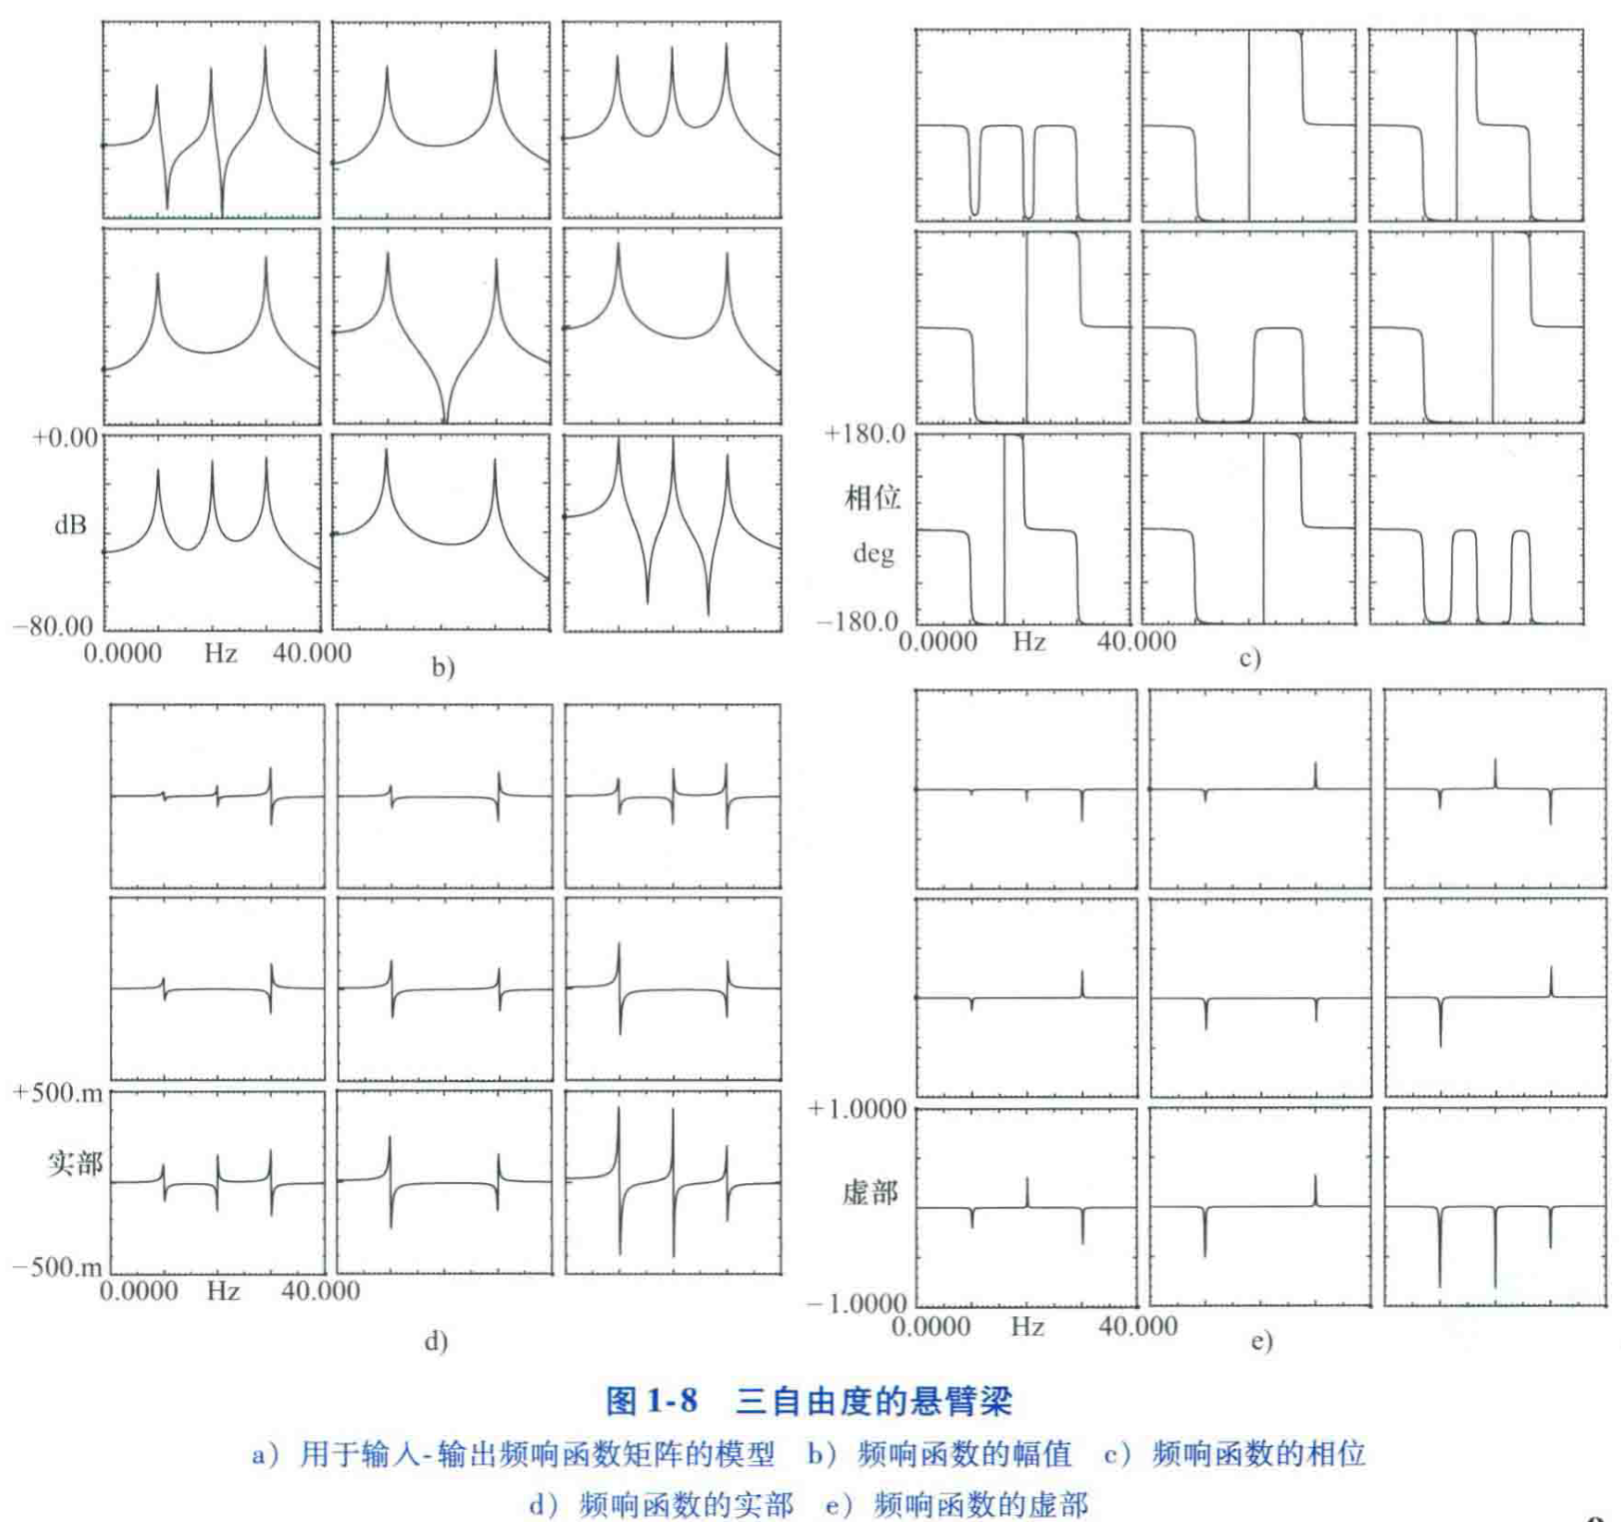 +0.00
dB
-80.00
0.0000 Hz 40.000
b)
+180.0
相位
deg
-180.0
0.0000 Hz 40.000
c)
+500.m
实部
-500.m
0.0000 Hz 40.000
d)
+1.0000
虚部
-1.0000
0.0000 Hz 40.000
e)
图 1-8 三自由度的悬臂梁
a) 用于输入-输出频响函数矩阵的模型 b) 频响函数的幅值 c) 频响函数的相位
d) 频响函数的实部 e) 频响函数的虚部